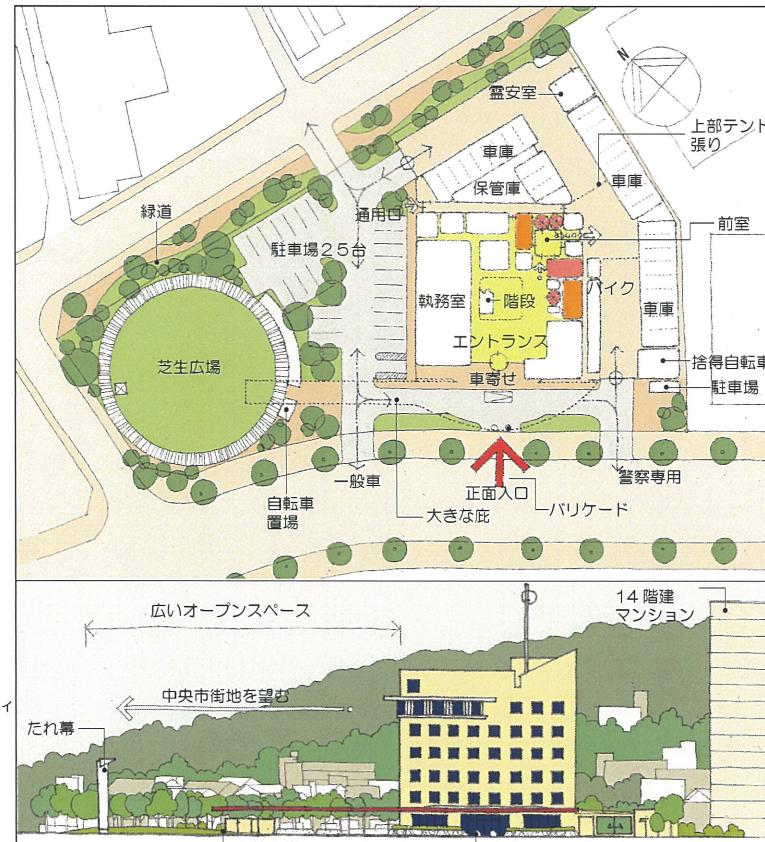 N
霊安室
上部テント
張り
車庫
車庫
保管庫
緑道
通用口
前室
駐車場25台
執務室
階段
バイク
車庫
エントランス
芝生広場
車寄せ
捨得自転車
駐車場
一般車
正面入口
警察専用
自転車
置場
大きな庇
バリケード
広いオープンスペース
14階建
マンション
中央市街地を望む
イ
たれ幕